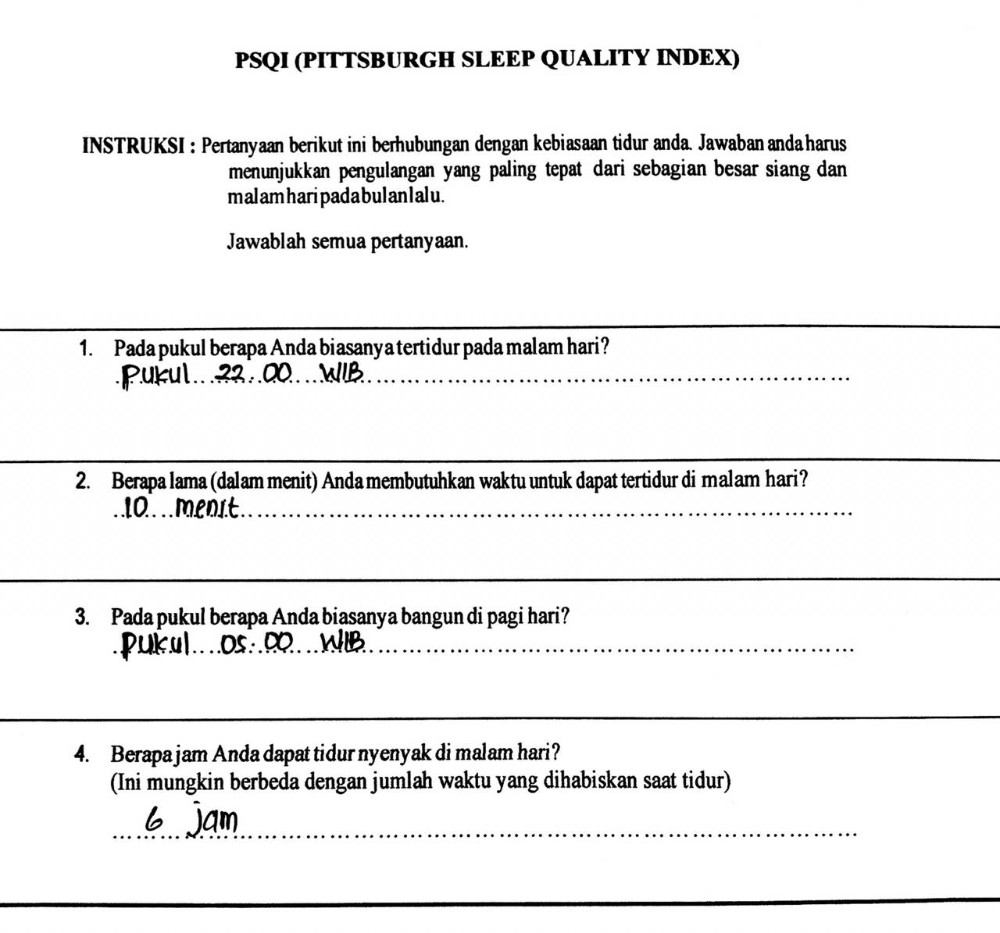 PSQI (PITTSBURGH SLEEP QUALITY INDEX)
INSTRUKSI : Pertanyaan berikut ini berhubungan dengan kebiasaan tidur anda. Jawaban anda harus
menunjukkan pengulangan yang paling tepat dari sebagian besar siang dan
malam hari pada bulan lalu.
Jawablah semua pertanyaan.
1. Pada pukul berapa Anda biasanya tertidur pada malam hari?
Pukul 22.00 WIB
2. Berapa lama (dalam menit) Anda membutuhkan waktu untuk dapat tertidur di malam hari?
10 menit
3. Pada pukul berapa Anda biasanya bangun di pagi hari?
Pukul 05.00 WIB
4. Berapa jam Anda dapat tidur nyenyak di malam hari?
(Ini mungkin berbeda dengan jumlah waktu yang dihabiskan saat tidur)
6 jam